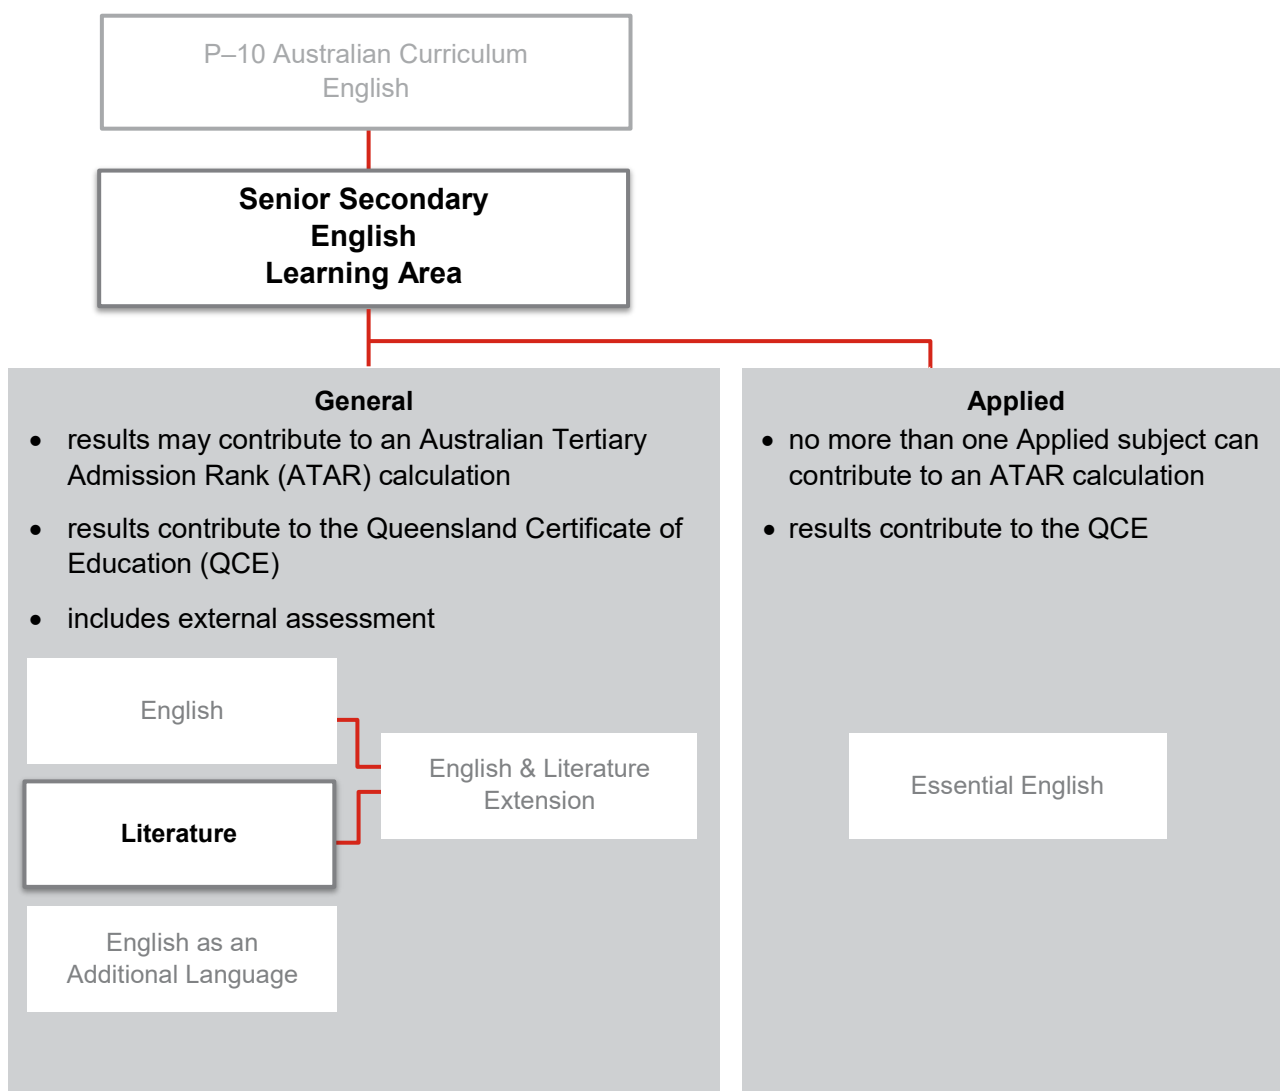 P–10 Australian Curriculum
English
Senior Secondary
English
Learning Area
General
• results may contribute to an Australian Tertiary
Admission Rank (ATAR) calculation
• results contribute to the Queensland Certificate of
Education (QCE)
• includes external assessment
English
Literature
English as an
Additional Language
English & Literature
Extension
Applied
• no more than one Applied subject can
contribute to an ATAR calculation
• results contribute to the QCE
Essential English